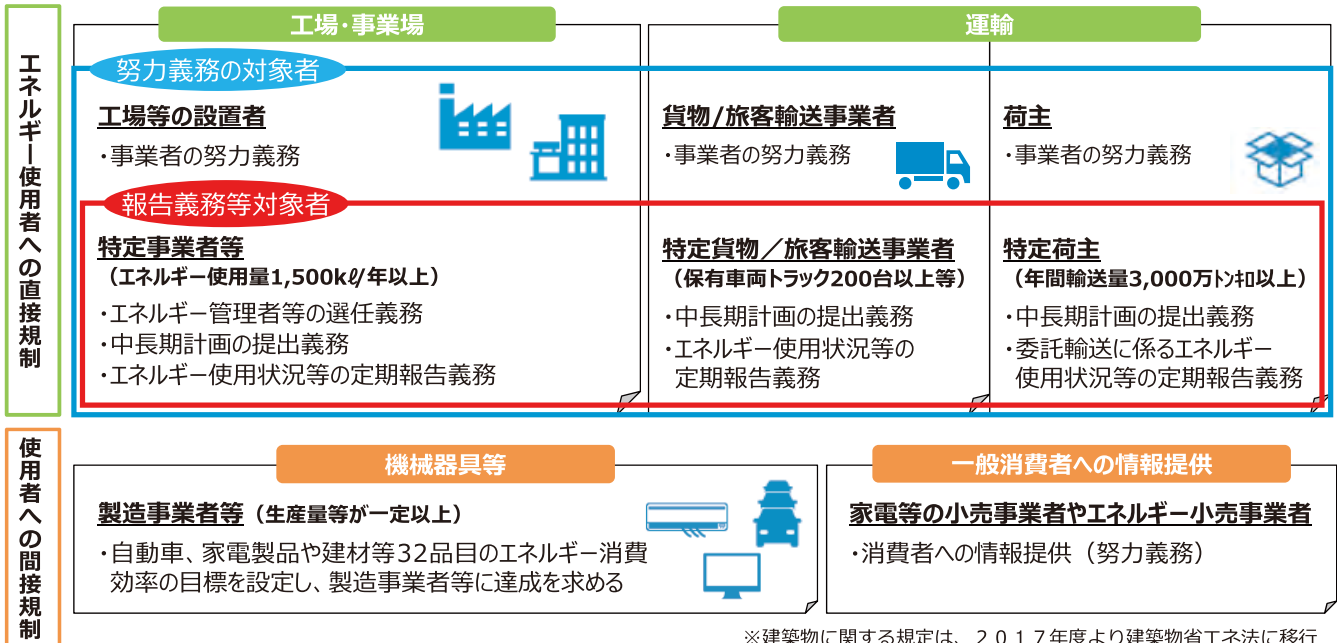 エネルギー使用者への直接規制
工場・事業場
努力義務の対象者
工場等の設置者
・事業者の努力義務
報告義務等対象者
特定事業者等
（エネルギー使用量1,500kℓ/年以上）
・エネルギー管理者等の選任義務
・中長期計画の提出義務
・エネルギー使用状況等の定期報告義務
運輸
貨物/旅客輸送事業者
・事業者の努力義務
特定貨物／旅客輸送事業者
（保有車両トラック200台以上等）
・中長期計画の提出義務
・エネルギー使用状況等の
定期報告義務
荷主
・事業者の努力義務
特定荷主
（年間輸送量3,000万トンキロ以上）
・中長期計画の提出義務
・委託輸送に係るエネルギー
使用状況等の定期報告義務
使用者への間接規制
機械器具等
製造事業者等（生産量等が一定以上）
・自動車、家電製品や建材等32品目のエネルギー消費
効率の目標を設定し、製造事業者等に達成を求める
一般消費者への情報提供
家電等の小売事業者やエネルギー小売事業者
・消費者への情報提供（努力義務）
※建築物に関する規定は、２０１７年度より建築物省エネ法に移行